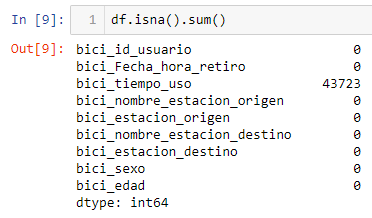 In [9]: 1 df.isna().sum()
Out[9]: bici_id_usuario 0
bici_Fecha_hora_retiro 0
bici_tiempo_uso 43723
bici_nombre_estacion_origen 0
bici_estacion_origen 0
bici_nombre_estacion_destino 0
bici_estacion_destino 0
bici_sexo 0
bici_edad 0
dtype: int64